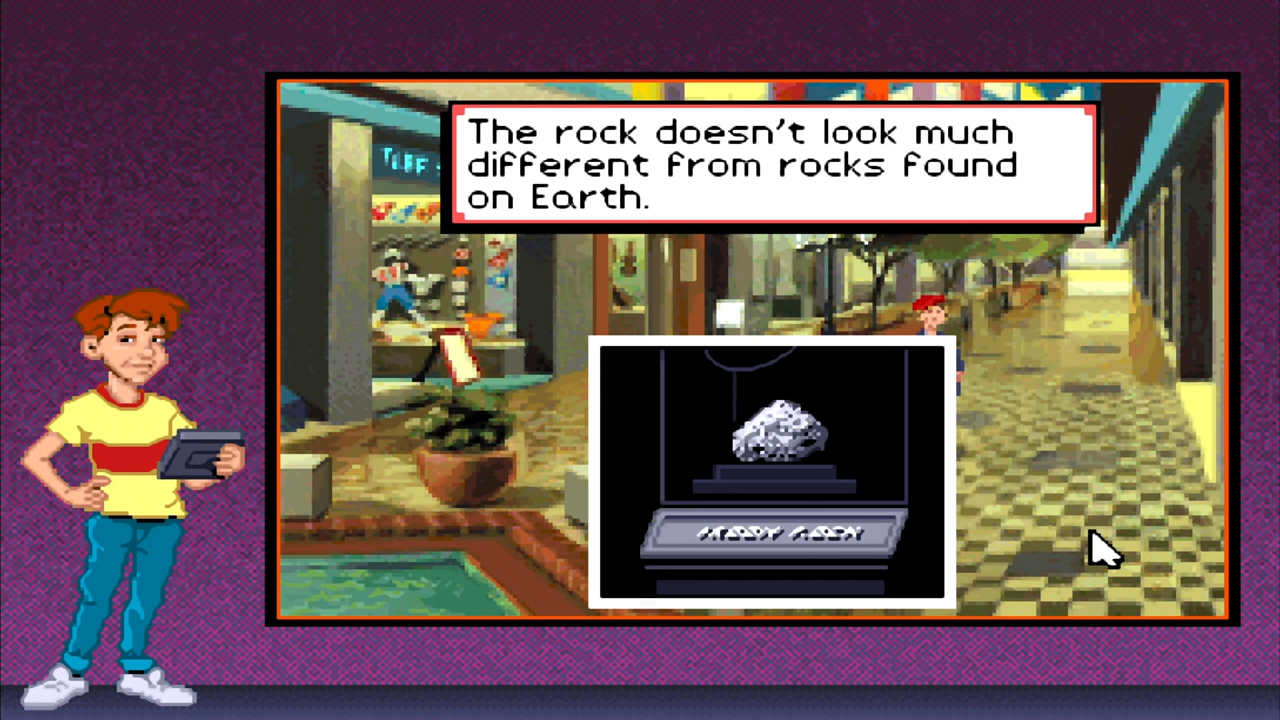 The rock doesn't look much
different from rocks found
on Earth.